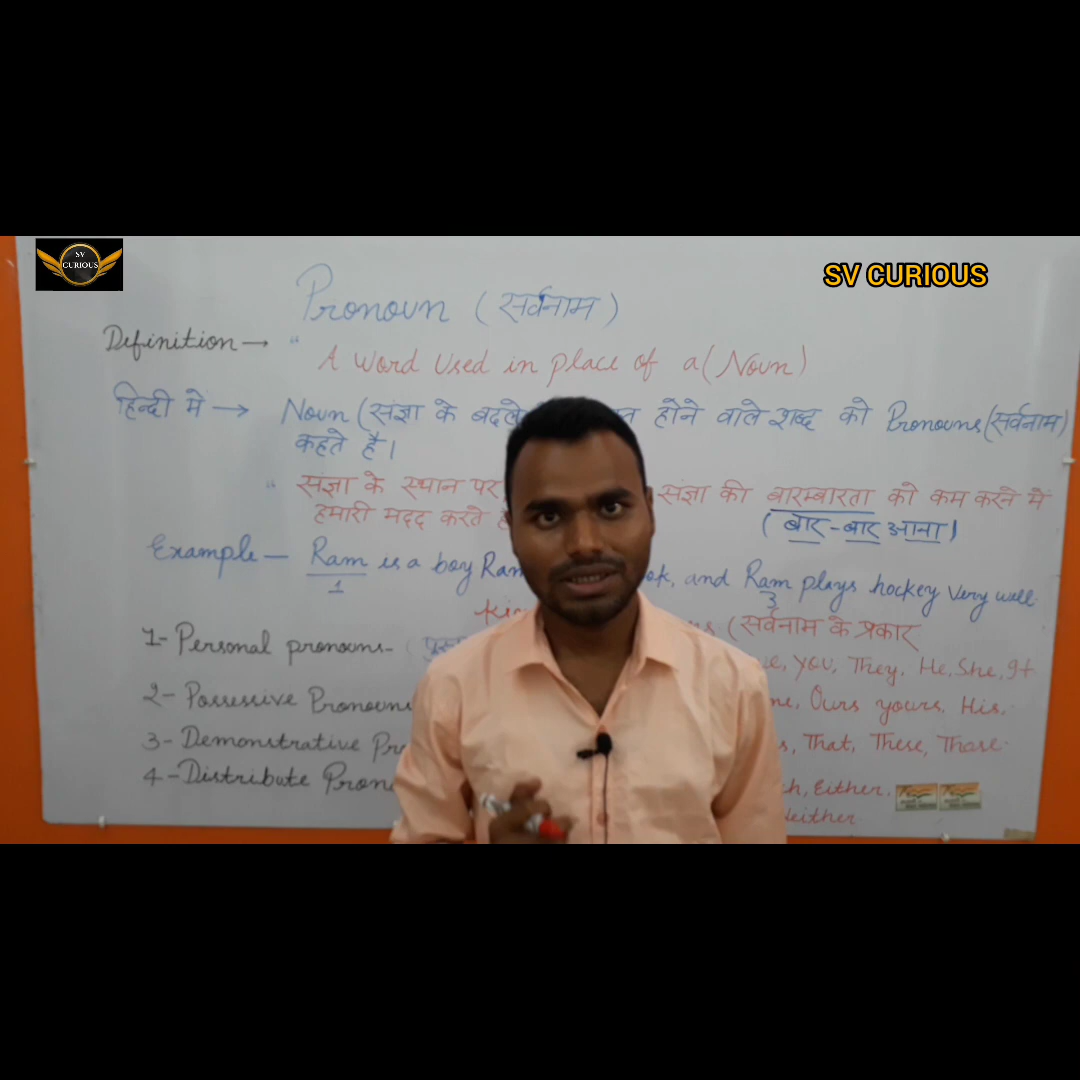 SV
CURIOUS
SV CURIOUS
Pronoun (सर्वनाम)
Definition → "
A word used in place of a (Noun)
हिन्दी में → Noun (संज्ञा के बदले होने वाले शब्द को Pronouns (सर्वनाम)
कहते है।
" संज्ञा के स्थान पर संज्ञा की बारम्बारता को कम करने में
हमारी मदद करते
(बार-बार आना)
Example — Ram is a boy Ram and Ram plays hockey very well.
1 3
(सर्वनाम के प्रकार
1- Personal pronouns- you, They, He, She, It
2- Possessive Pronouns Ours yours, His,
3- Demonstrative That, These, Those
4- Distribute Either.
Neither